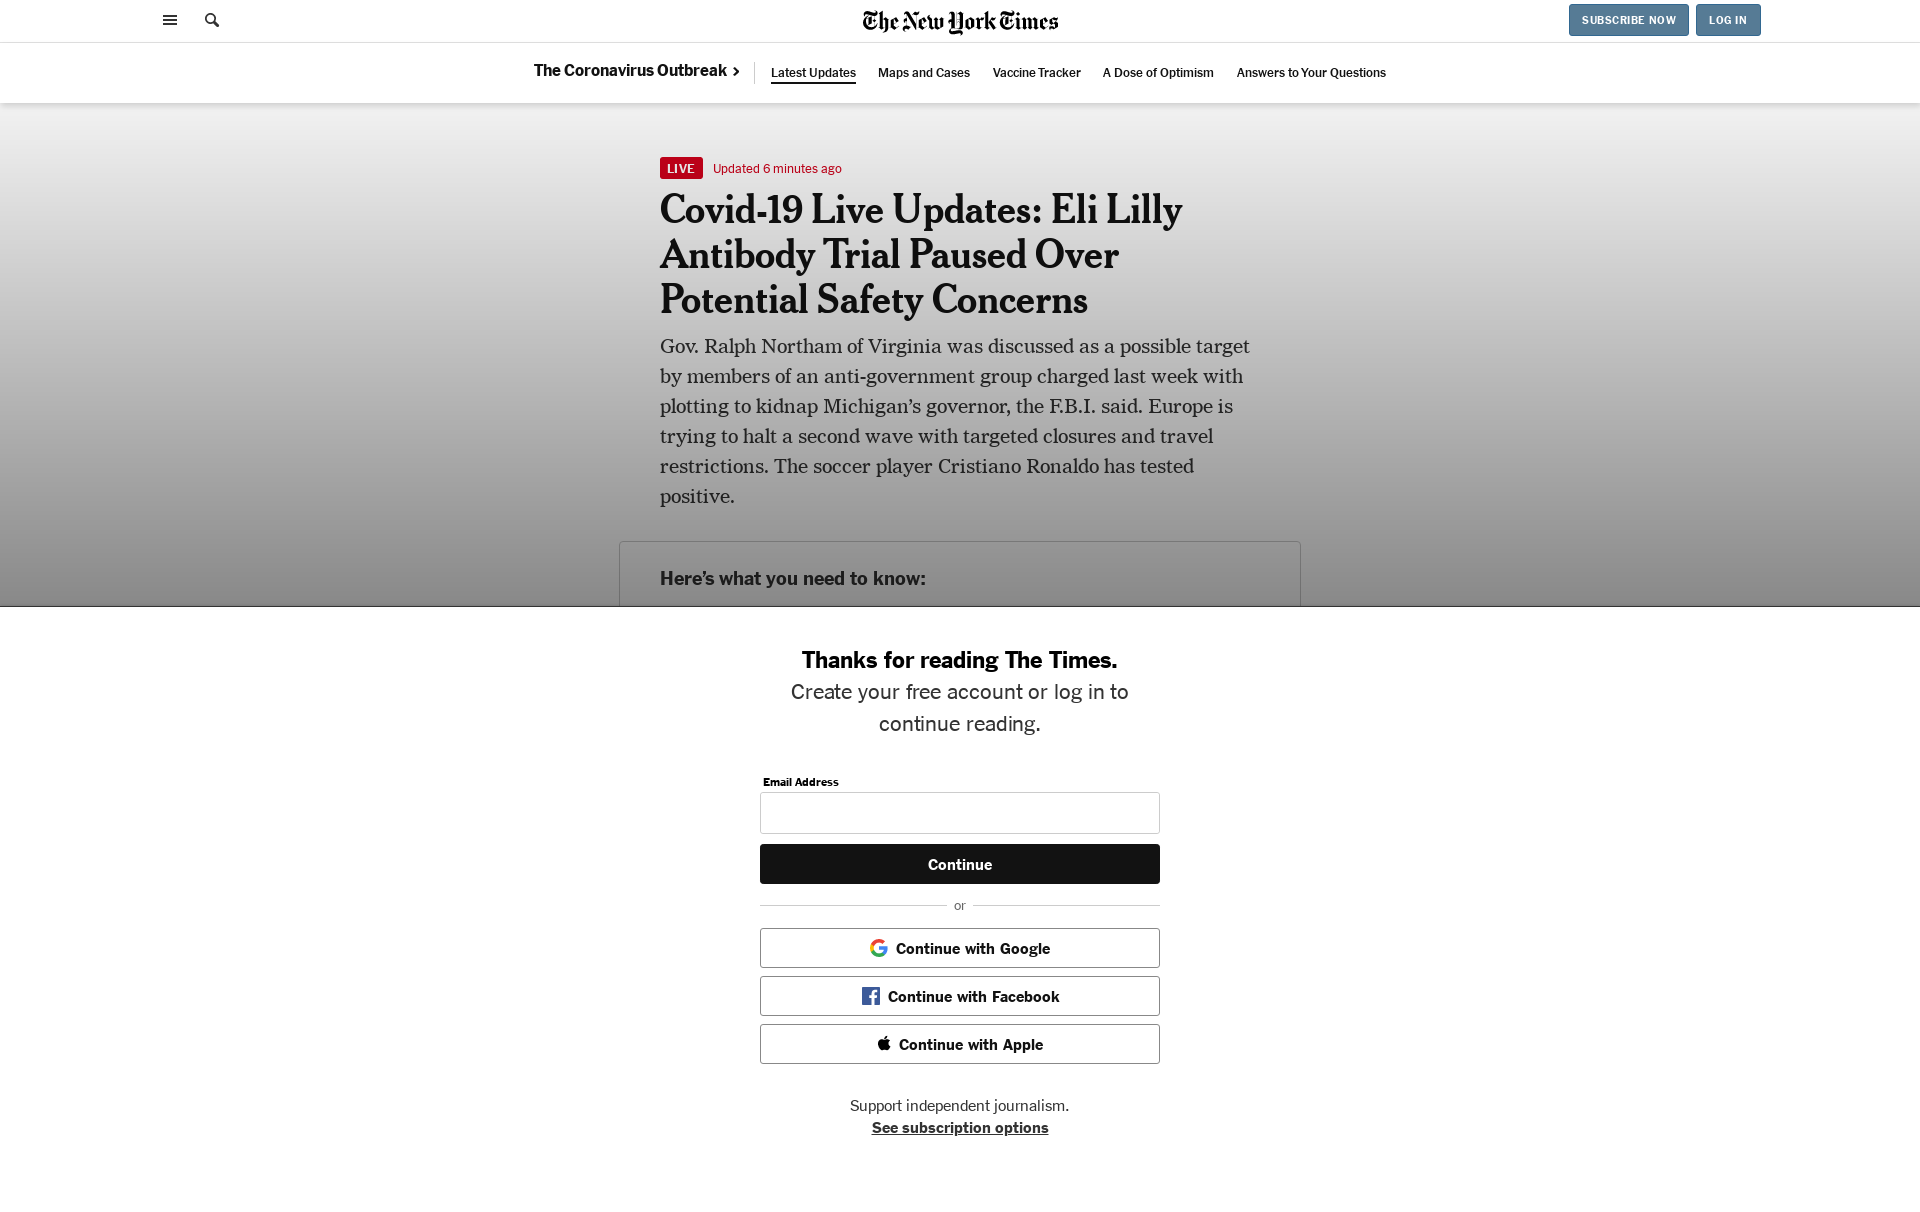 The New York Times
SUBSCRIBE NOW
LOG IN
The Coronavirus Outbreak
Latest Updates
Maps and Cases
Vaccine Tracker
A Dose of Optimism
Answers to Your Questions
LIVE
Updated 6 minutes ago
Covid-19 Live Updates: Eli Lilly
Antibody Trial Paused Over
Potential Safety Concerns
Gov. Ralph Northam of Virginia was discussed as a possible target
by members of an anti-government group charged last week with
plotting to kidnap Michigan’s governor, the F.B.I. said. Europe is
trying to halt a second wave with targeted closures and travel
restrictions. The soccer player Cristiano Ronaldo has tested
positive.
Here’s what you need to know:
Thanks for reading The Times.
Create your free account or log in to
continue reading.
Email Address
Continue
or
Continue with Google
Continue with Facebook
Continue with Apple
Support independent journalism.
See subscription options